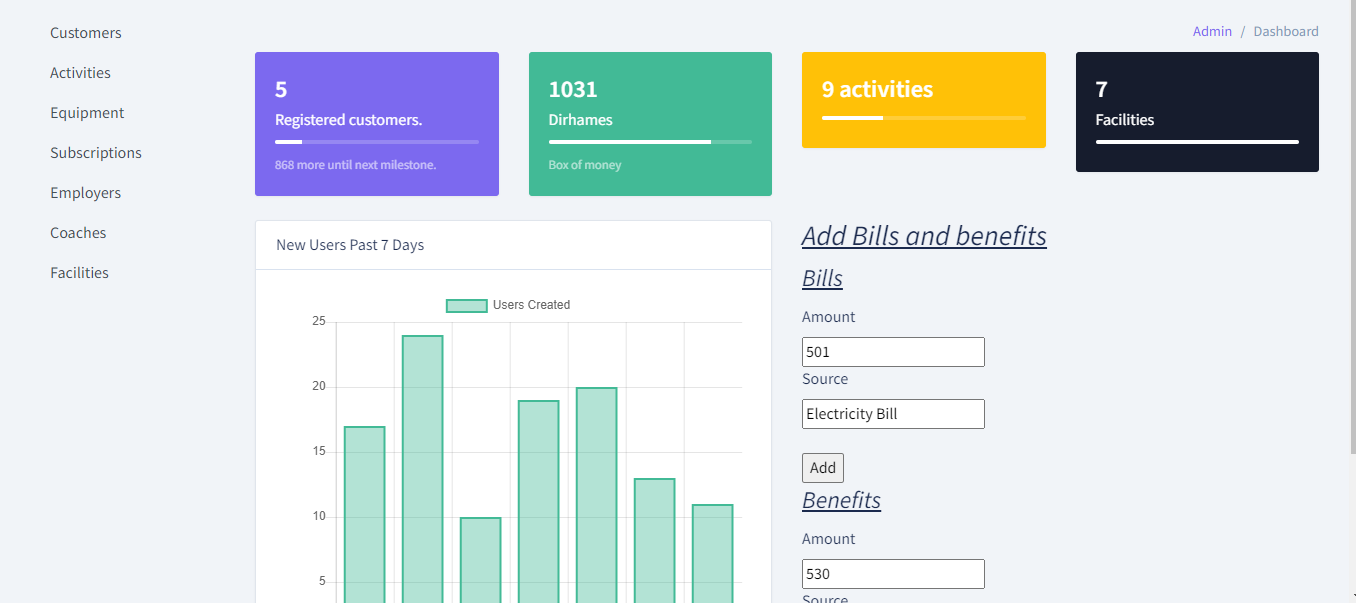 Customers
Activities
Equipment
Subscriptions
Employers
Coaches
Facilities
Admin / Dashboard
5
Registered customers.
868 more until next milestone.
1031
Dirhames
Box of money
9 activities
7
Facilities
New Users Past 7 Days
Users Created
25
20
15
10
5
Add Bills and benefits
Bills
Amount
501
Source
Electricity Bill
Add
Benefits
Amount
530
Source